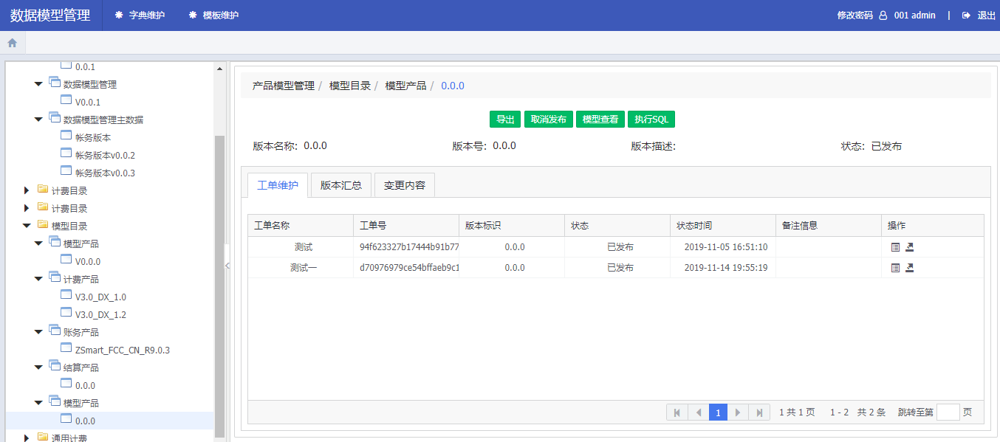 数据模型管理 字典维护 模板维护 修改密码 001 admin | 退出
0.0.1
数据模型管理
V0.0.1
数据模型管理主数据
帐务版本
帐务版本v0.0.2
帐务版本v0.0.3
计费目录
计费目录
模型目录
模型产品
V0.0.0
计费产品
V3.0_DX_1.0
V3.0_DX_1.2
账务产品
ZSmart_FCC_CN_R9.0.3
结算产品
0.0.0
模型产品
0.0.0
通用计费
产品模型管理 / 模型目录 / 模型产品 / 0.0.0
导出 取消发布 模型查看 执行SQL
版本名称: 0.0.0 版本号: 0.0.0 版本描述: 状态: 已发布
工单维护 版本汇总 变更内容
工单名称 工单号 版本标识 状态 状态时间 备注信息 操作
测试 94f623327b17444b91b77 0.0.0 已发布 2019-11-05 16:51:10
测试一 d70976979ce54bffaeb9c1 0.0.0 已发布 2019-11-14 19:55:19
1 1 共 1 页 1 - 2 共 2 条 跳转至第 页